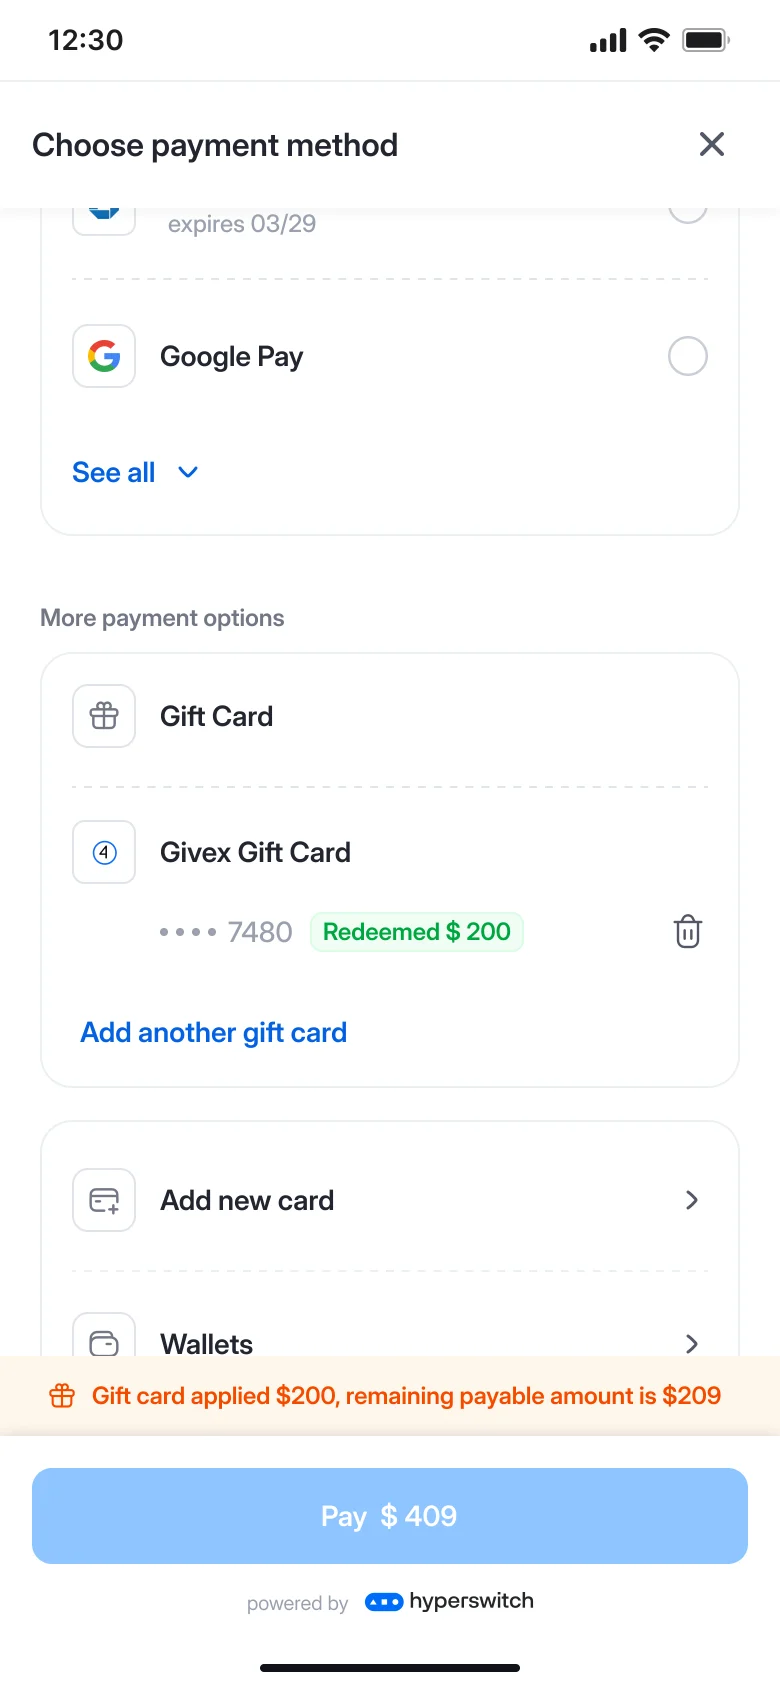 12:30
Choose payment method
expires 03/29
Google Pay
See all
More payment options
Gift Card
4
Givex Gift Card
•••• 7480 Redeemed $ 200
Add another gift card
Add new card
Wallets
Gift card applied $200, remaining payable amount is $209
Pay $ 409
powered by hyperswitch